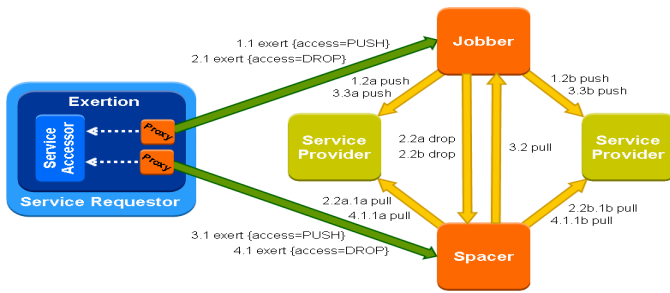 1.1 exert {access=PUSH}
2.1 exert {access=DROP}
Jobber
1.2a push
3.3a push
1.2b push
3.3b push
Exertion
Service
Accessor
Proxy
Proxy
Service Requestor
Service
Provider
2.2a drop
2.2b drop
3.2 pull
Service
Provider
2.2a.1a pull
4.1.1a pull
2.2b.1b pull
4.1.1b pull
3.1 exert {access=PUSH}
4.1 exert {access=DROP}
Spacer